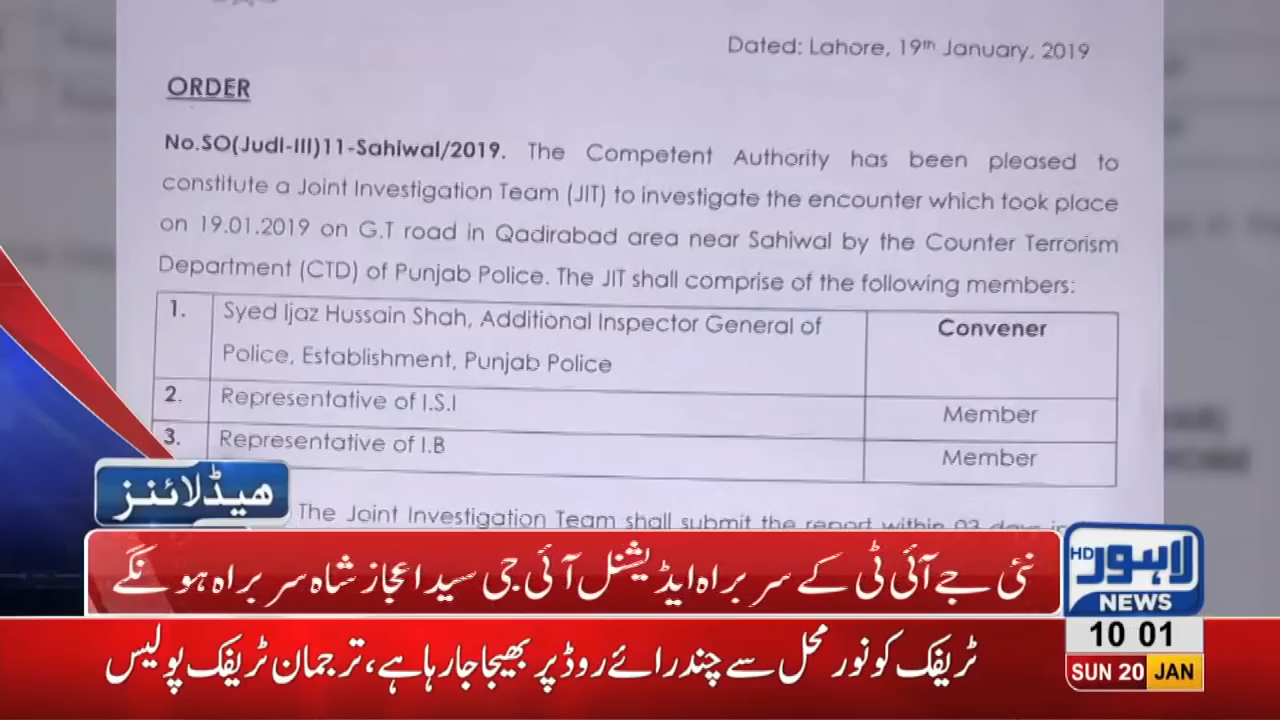 Dated: Lahore, 19th January, 2019
ORDER
No.SO(Judl-III)11-Sahiwal/2019. The Competent Authority has been pleased to
constitute a Joint Investigation Team (JIT) to investigate the encounter which took place
on 19.01.2019 on G.T road in Qadirabad area near Sahiwal by the Counter Terrorism
Department (CTD) of Punjab Police. The JIT shall comprise of the following members:
1. Syed Ijaz Hussain Shah, Additional Inspector General of Convener
Police, Establishment, Punjab Police
2. Representative of I.S.I Member
3. Representative of I.B Member
The Joint Investigation Team shall submit the report within 03 days
ھیڈلائنز
نئی جے آئی ٹی کے سربراہ ایڈیشنل آئی جی سید اعجاز شاہ سربراہ ہونگے
HD لاہور
NEWS
10 01
SUN 20 JAN
ٹریفک کو نور محل سے چندرائے روڈ پر بھیجا جا رہا ہے، ترجمان ٹریفک پولیس